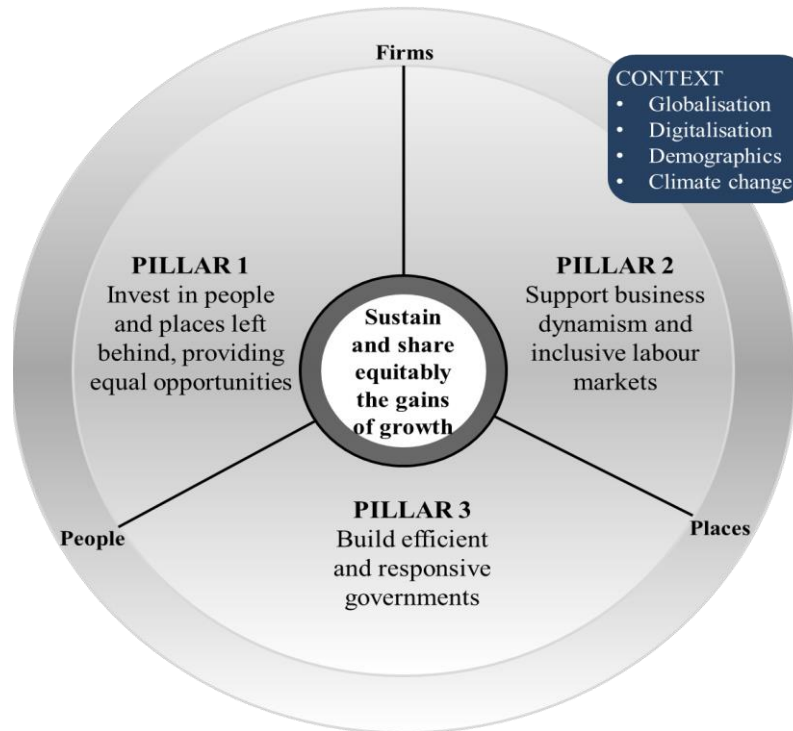 Firms
CONTEXT
• Globalisation
• Digitalisation
• Demographics
• Climate change
PILLAR 1
Invest in people
and places left
behind, providing
equal opportunities
PILLAR 2
Support business
dynamism and
inclusive labour
markets
Sustain
and share
equitably
the gains
of growth
People
PILLAR 3
Build efficient
and responsive
governments
Places